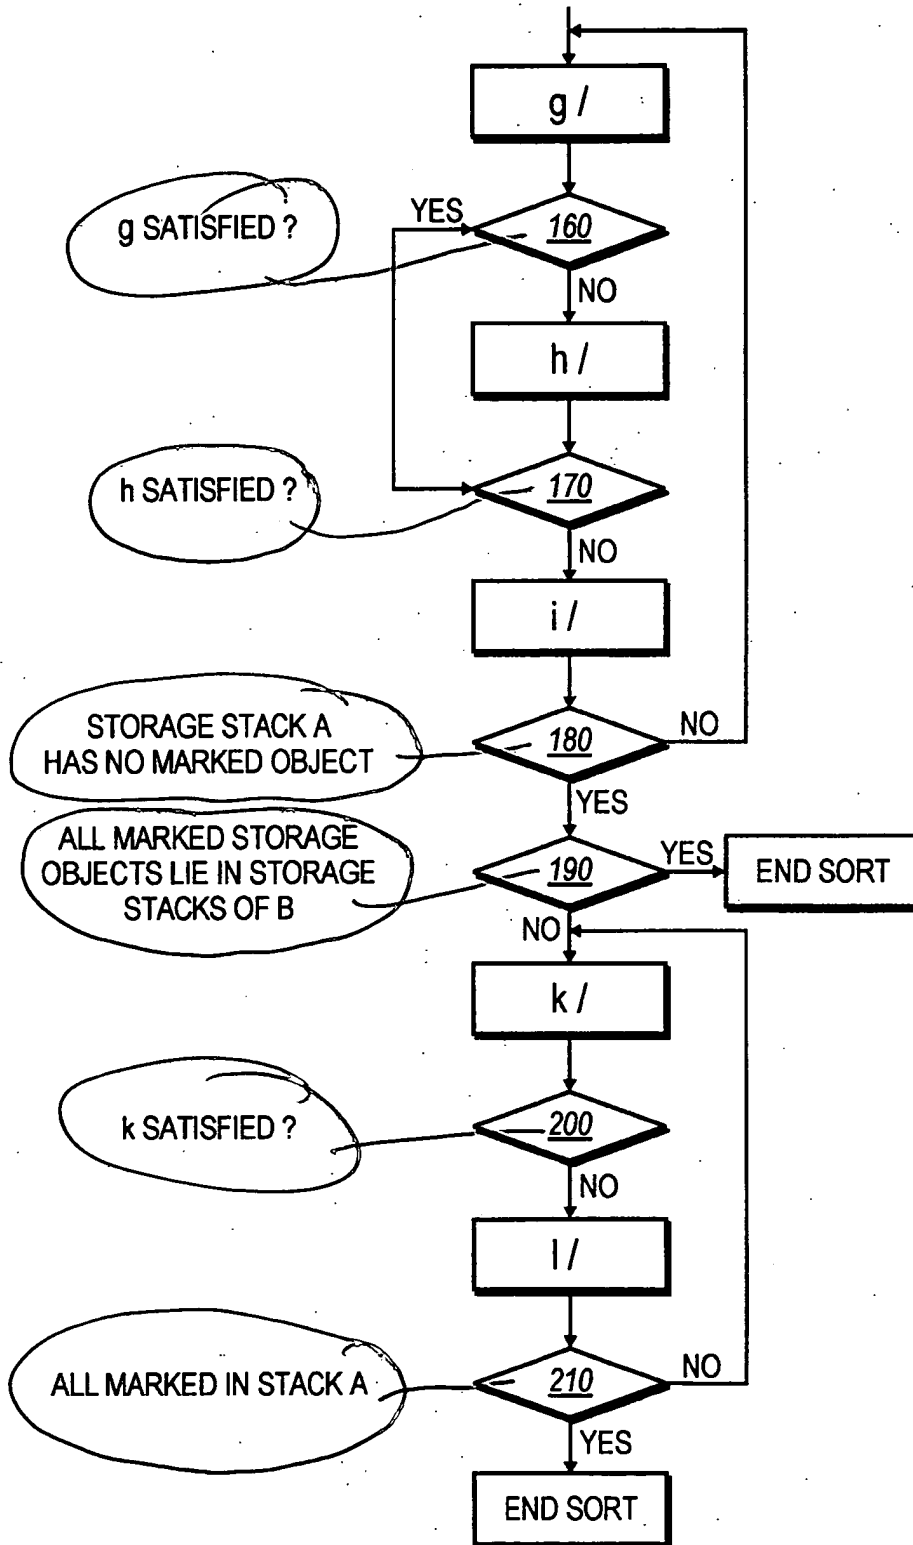 g /
g SATISFIED ?
YES
160
NO
h /
h SATISFIED ?
170
NO
i /
STORAGE STACK A
HAS NO MARKED OBJECT
180
NO
YES
ALL MARKED STORAGE
OBJECTS LIE IN STORAGE
STACKS OF B
190
YES
END SORT
NO
k /
k SATISFIED ?
200
NO
l /
ALL MARKED IN STACK A
210
NO
YES
END SORT